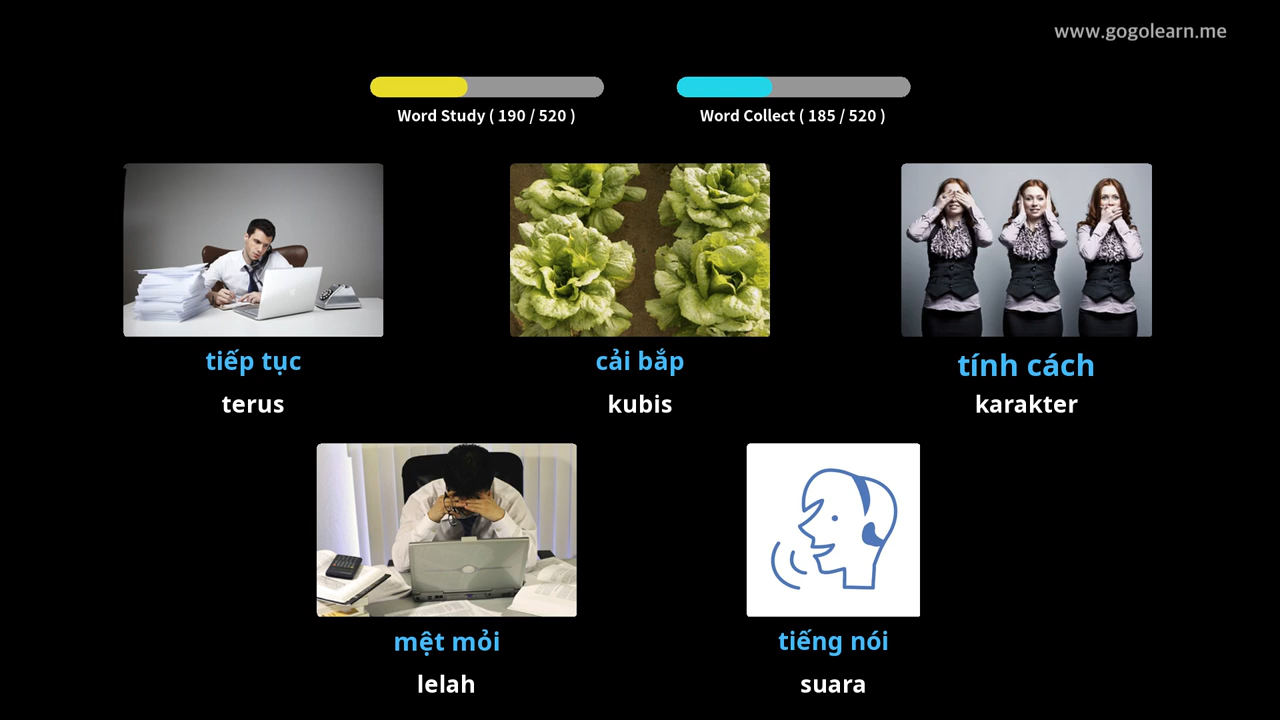 www.gogolearn.me
Word Study ( 190 / 520 )
Word Collect ( 185 / 520 )
tiếp tục
terus
cải bắp
kubis
tính cách
karakter
mệt mỏi
lelah
tiếng nói
suara